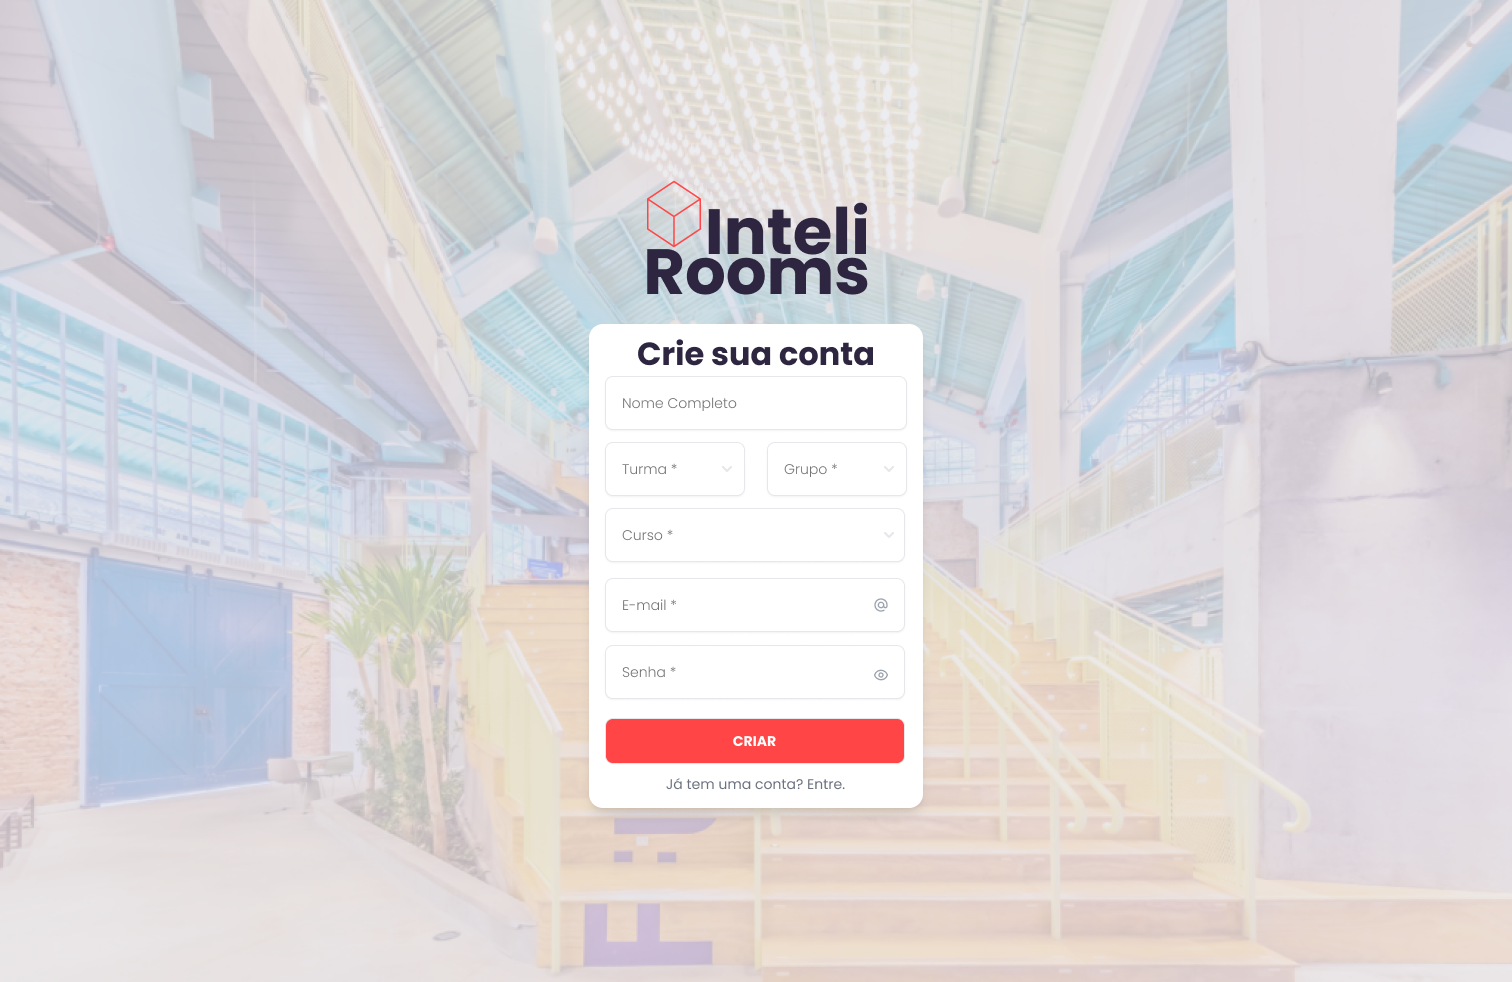 Inteli
Rooms
Crie sua conta
Nome Completo
Turma *
Grupo *
Curso *
E-mail *
Senha *
CRIAR
Já tem uma conta? Entre.